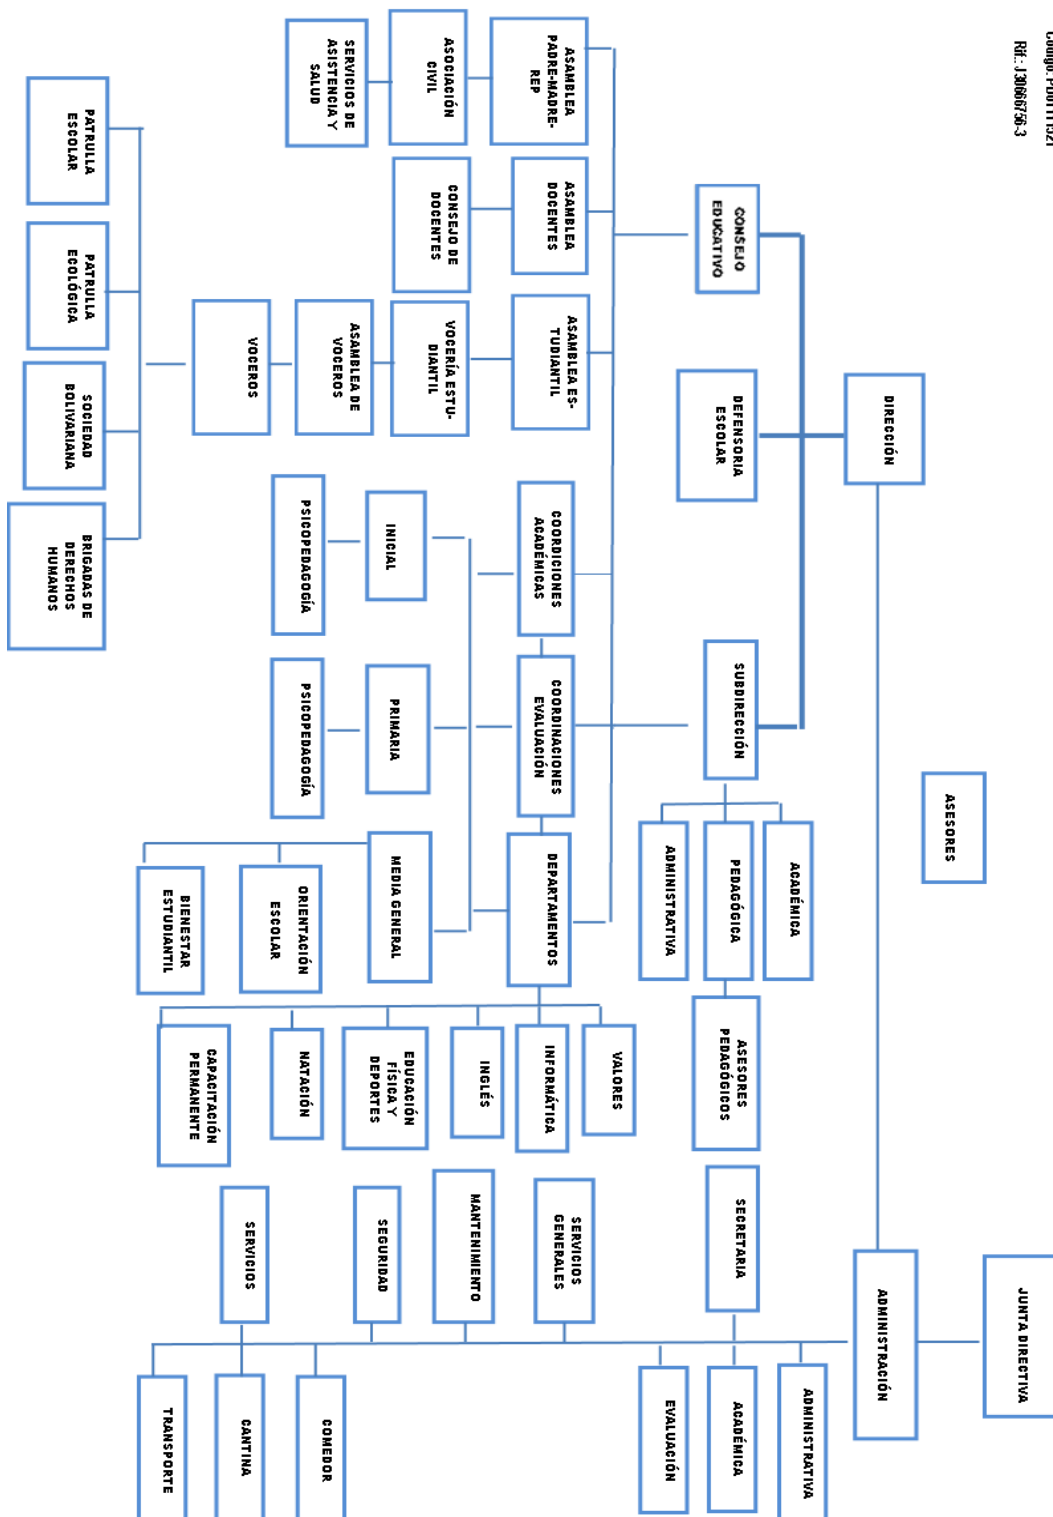 Rif.: J30666756-3
JUNTA DIRECTIVA
ASESORES
DIRECCIÓN
ADMINISTRACIÓN
CONSEJO
EDUCATIVO
DEFENSORIA
ESCOLAR
SUBDIRECCIÓN
ACADÉMICA
PEDAGÓGICA
ADMINISTRATIVA
ASESORES
PEDAGÓGICOS
SECRETARIA
ADMINISTRATIVA
ACADÉMICA
EVALUACIÓN
ASAMBLEA
PADRE-MADRE-
REP
ASAMBLEA
DOCENTES
ASAMBLEA ES-
TUDIANTIL
COORDICIONES
ACADÉMICAS
COORDINACIONES
EVALUACIÓN
DEPARTAMENTOS
VALORES
INFORMÁTICA
INGLÉS
EDUCACIÓN
FÍSICA Y
DEPORTES
NATACIÓN
CAPACITACIÓN
PERMANENTE
SERVICIOS
GENERALES
MANTENIMIENTO
SEGURIDAD
SERVICIOS
COMEDOR
CANTINA
TRANSPORTE
ASOCIACIÓN
CIVIL
CONSEJO DE
DOCENTES
VOCERÍA ESTU-
DIANTIL
INICIAL
PRIMARIA
MEDIA GENERAL
SERVICIOS DE
ASISTENCIA Y
SALUD
ASAMBLEA DE
VOCEROS
PSICOPEDAGOGÍA
PSICOPEDAGOGÍA
ORIENTACIÓN
ESCOLAR
BIENESTAR
ESTUDIANTIL
VOCEROS
PATRULLA
ESCOLAR
PATRULLA
ECOLÓGICA
SOCIEDAD
BOLIVARIANA
BRIGADAS DE
DERECHOS
HUMANOS